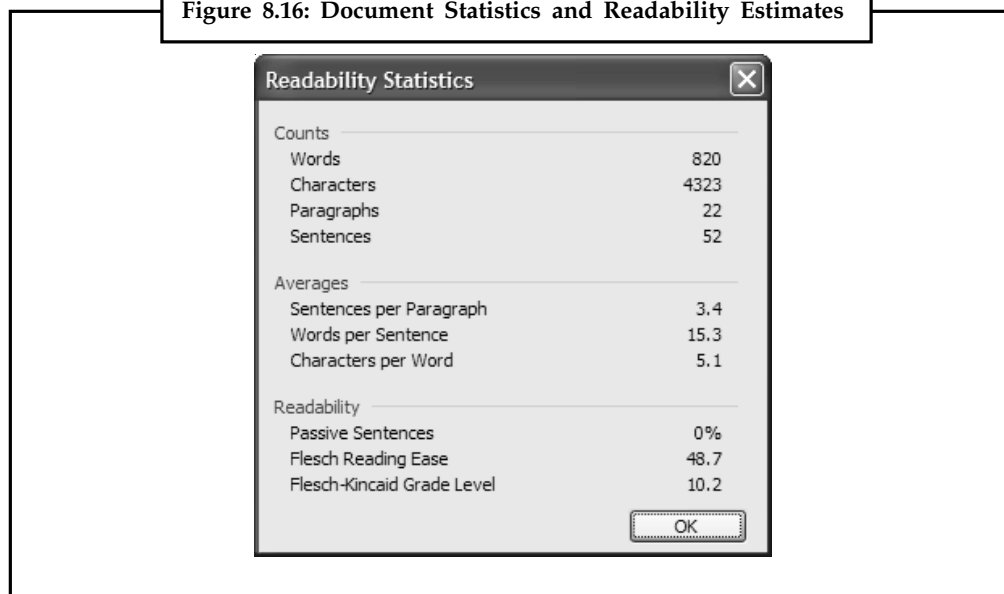 Figure 8.16: Document Statistics and Readability Estimates
Readability Statistics
Counts
Words 820
Characters 4323
Paragraphs 22
Sentences 52
Averages
Sentences per Paragraph 3.4
Words per Sentence 15.3
Characters per Word 5.1
Readability
Passive Sentences 0%
Flesch Reading Ease 48.7
Flesch-Kincaid Grade Level 10.2
OK